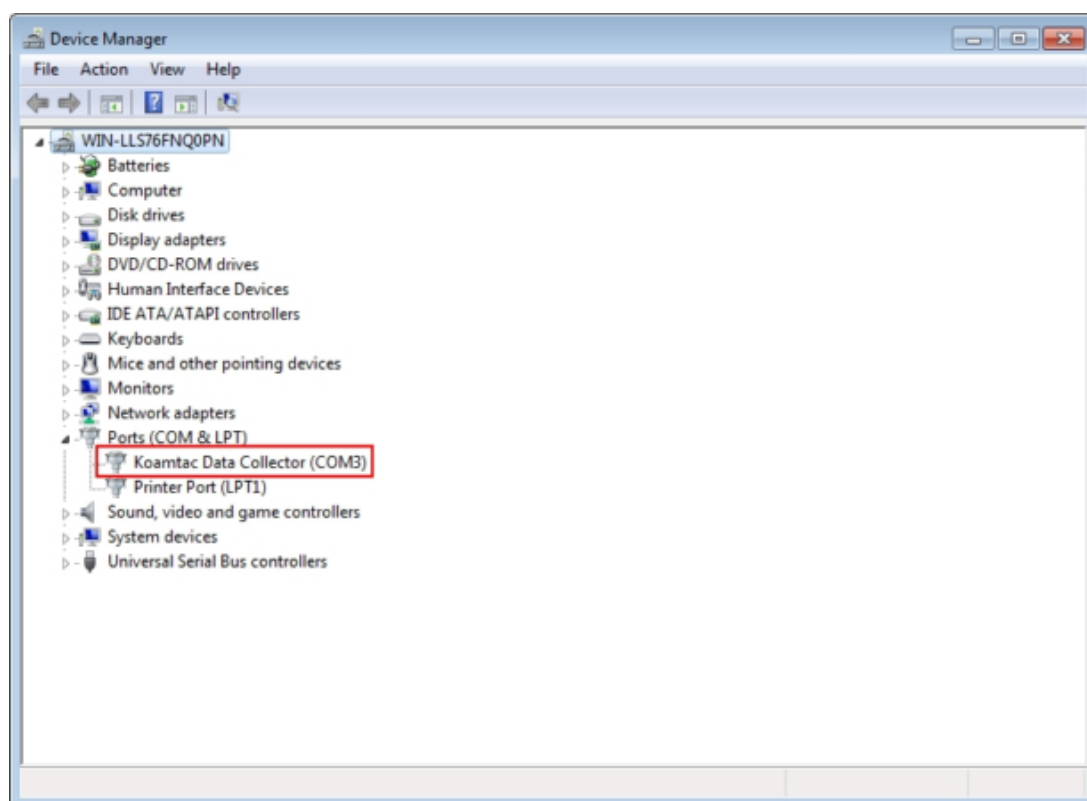 Device Manager
File Action View Help
WIN-LLS76FNQ0PN
Batteries
Computer
Disk drives
Display adapters
DVD/CD-ROM drives
Human Interface Devices
IDE ATA/ATAPI controllers
Keyboards
Mice and other pointing devices
Monitors
Network adapters
Ports (COM & LPT)
Koamtac Data Collector (COM3)
Printer Port (LPT1)
Sound, video and game controllers
System devices
Universal Serial Bus controllers